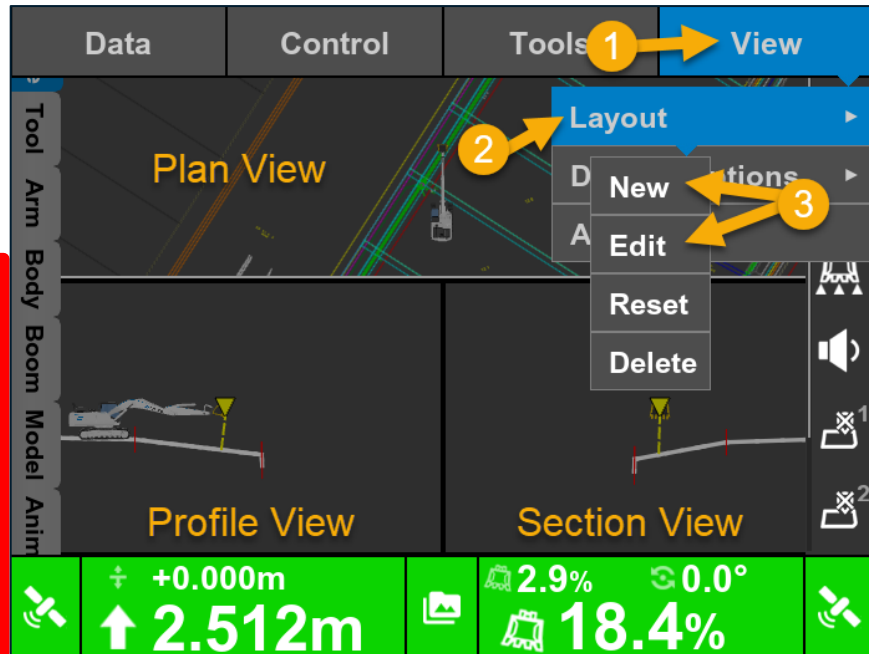 Data
Control
Tools
1
View
Tool
Arm
Body
Boom
Model
Anim
Plan View
2
Layout
New
3
Edit
Reset
Delete
Profile View
Section View
1
2
+0.000m
2.512m
2.9%
0.0°
18.4%